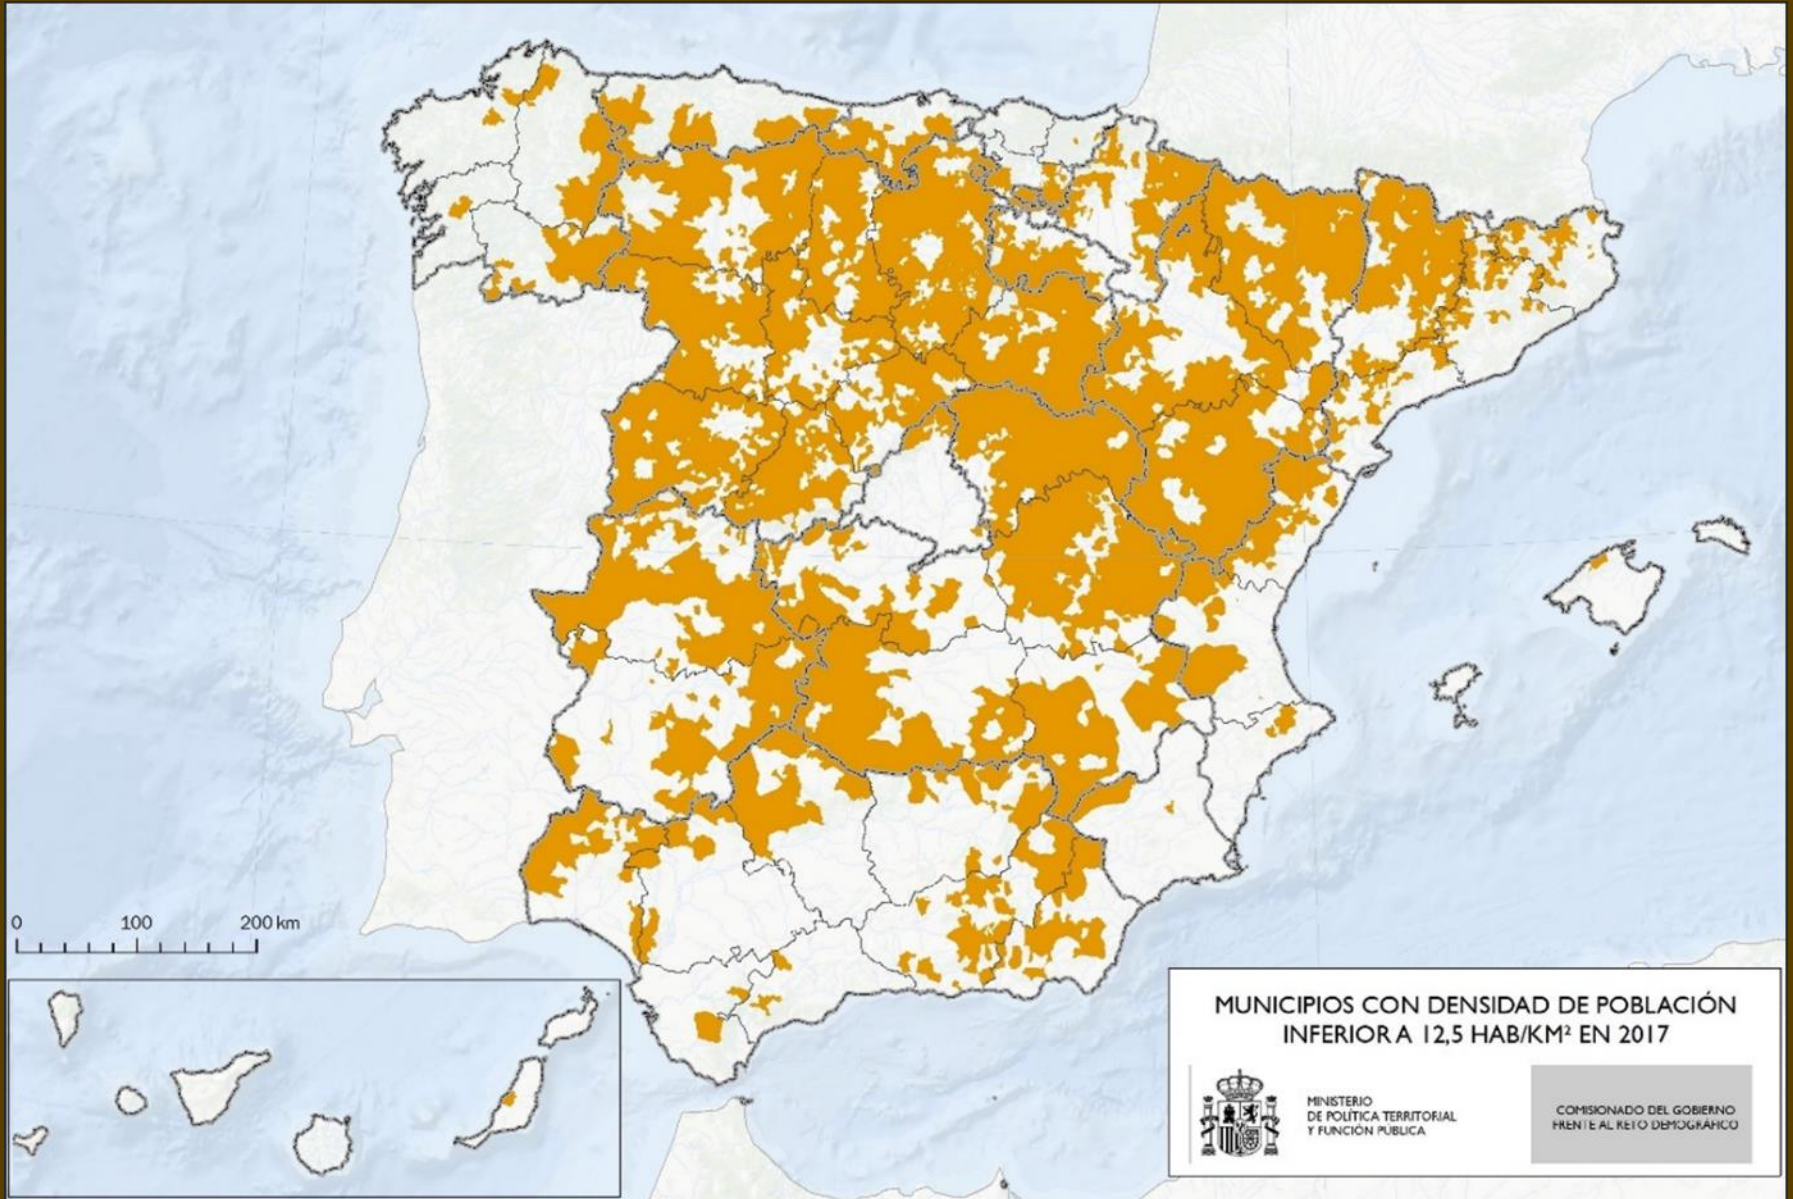 0 100 200 km
MUNICIPIOS CON DENSIDAD DE POBLACIÓN
INFERIOR A 12,5 HAB/KM² EN 2017
MINISTERIO
DE POLÍTICA TERRITORIAL
Y FUNCIÓN PÚBLICA
COMISIONADO DEL GOBIERNO
FRENTE AL RETO DEMOGRÁFICO